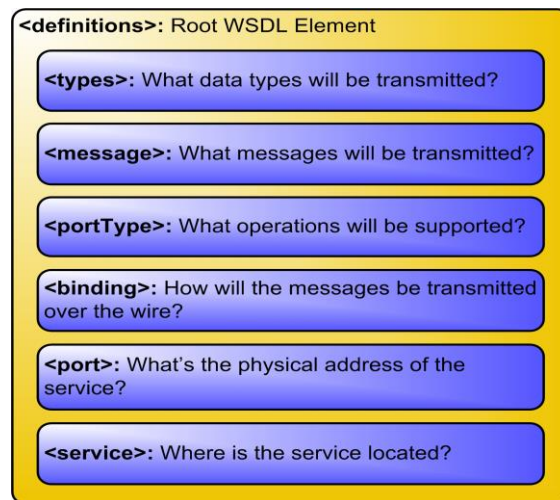 <definitions>: Root WSDL Element
<types>: What data types will be transmitted?
<message>: What messages will be transmitted?
<portType>: What operations will be supported?
<binding>: How will the messages be transmitted
over the wire?
<port>: What's the physical address of the
service?
<service>: Where is the service located?